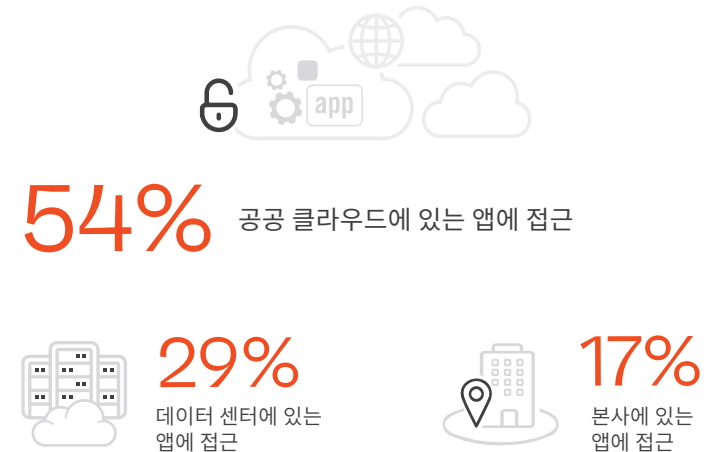 app
54%
공공 클라우드에 있는 앱에 접근
29%
데이터 센터에 있는
앱에 접근
17%
본사에 있는
앱에 접근